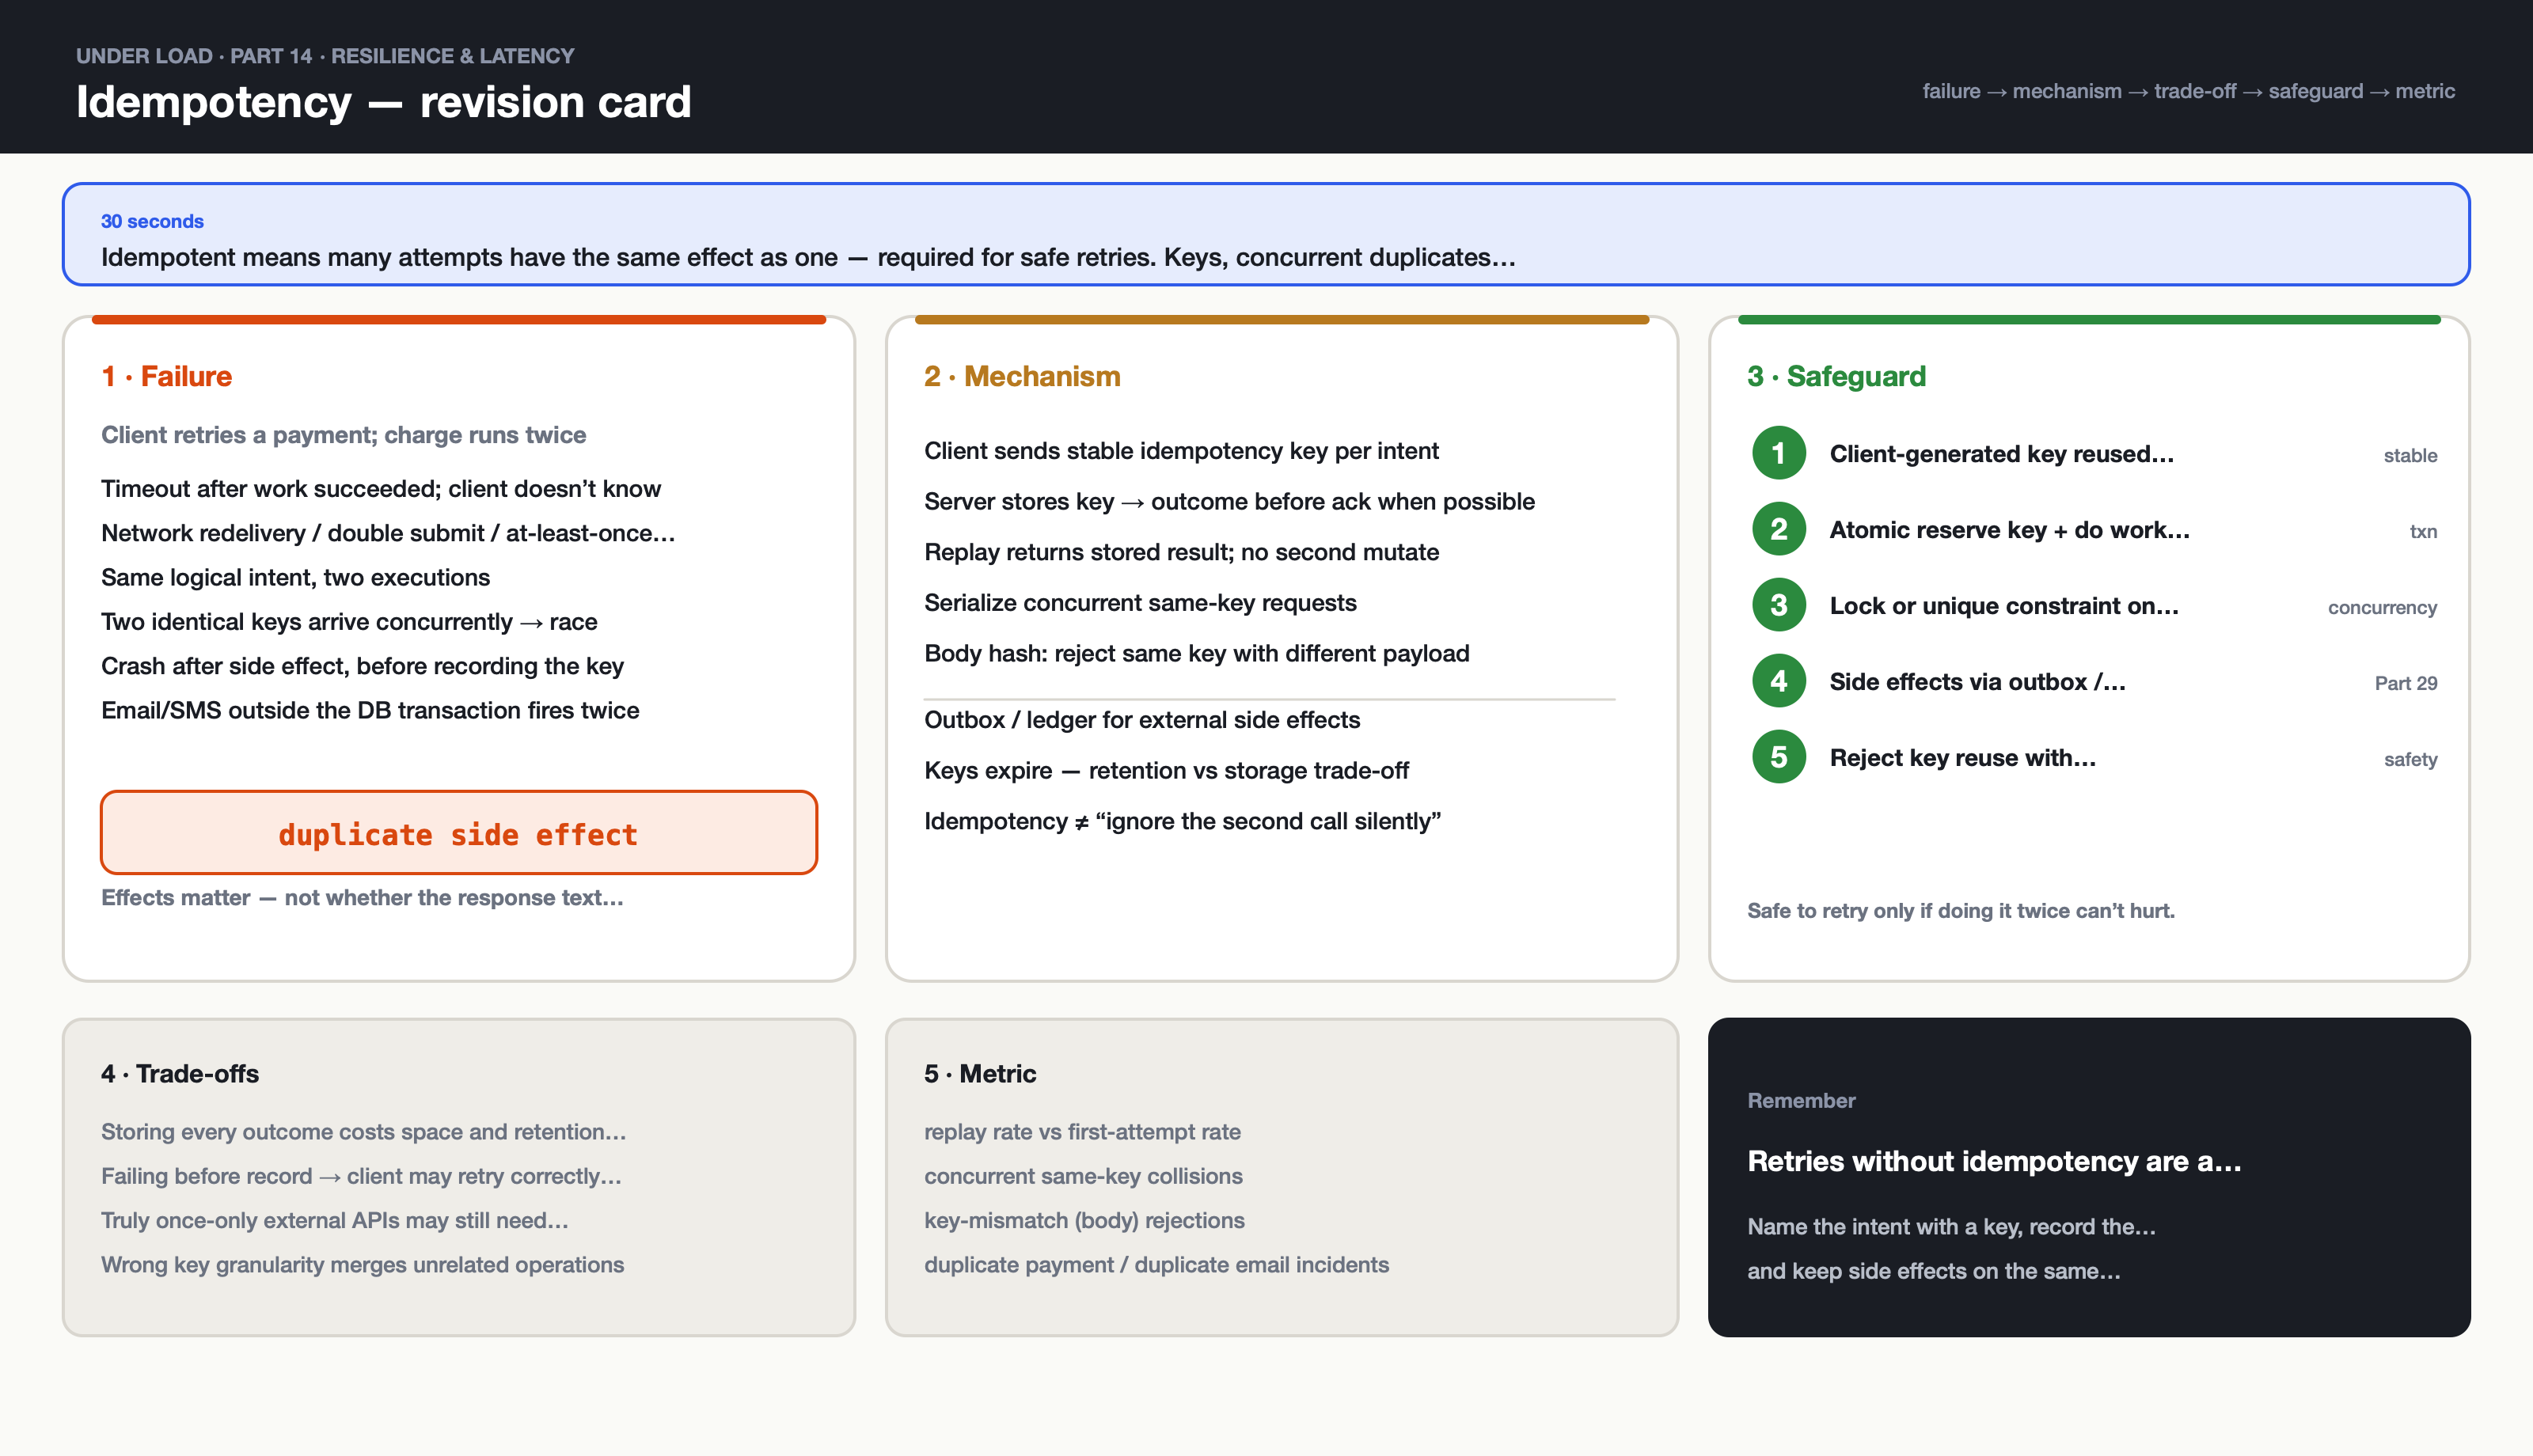 UNDER LOAD · PART 14 · RESILIENCE & LATENCY
Idempotency — revision card
failure → mechanism → trade-off → safeguard → metric
30 seconds
Idempotent means many attempts have the same effect as one — required for safe retries. Keys, concurrent duplicates…
1 · Failure
Client retries a payment; charge runs twice
Timeout after work succeeded; client doesn’t know
Network redelivery / double submit / at-least-once…
Same logical intent, two executions
Two identical keys arrive concurrently → race
Crash after side effect, before recording the key
Email/SMS outside the DB transaction fires twice
duplicate side effect
Effects matter — not whether the response text…
2 · Mechanism
Client sends stable idempotency key per intent
Server stores key → outcome before ack when possible
Replay returns stored result; no second mutate
Serialize concurrent same-key requests
Body hash: reject same key with different payload
Outbox / ledger for external side effects
Keys expire — retention vs storage trade-off
Idempotency ≠ “ignore the second call silently”
3 · Safeguard
1 Client-generated key reused… stable
2 Atomic reserve key + do work… txn
3 Lock or unique constraint on… concurrency
4 Side effects via outbox /… Part 29
5 Reject key reuse with… safety
Safe to retry only if doing it twice can’t hurt.
4 · Trade-offs
Storing every outcome costs space and retention…
Failing before record → client may retry correctly…
Truly once-only external APIs may still need…
Wrong key granularity merges unrelated operations
5 · Metric
replay rate vs first-attempt rate
concurrent same-key collisions
key-mismatch (body) rejections
duplicate payment / duplicate email incidents
Remember
Retries without idempotency are a…
Name the intent with a key, record the…
and keep side effects on the same…